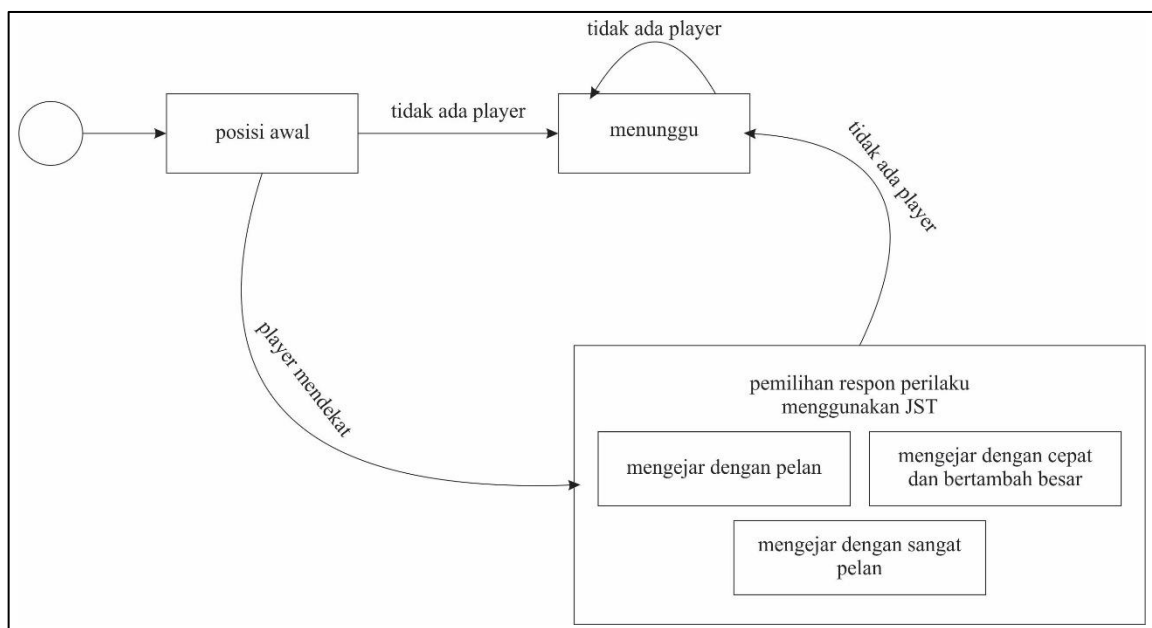 tidak ada player
posisi awal
tidak ada player
menunggu
tidak ada player
player mendekat
pemilihan respon perilaku
menggunakan JST
mengejar dengan pelan
mengejar dengan cepat
dan bertambah besar
mengejar dengan sangat
pelan